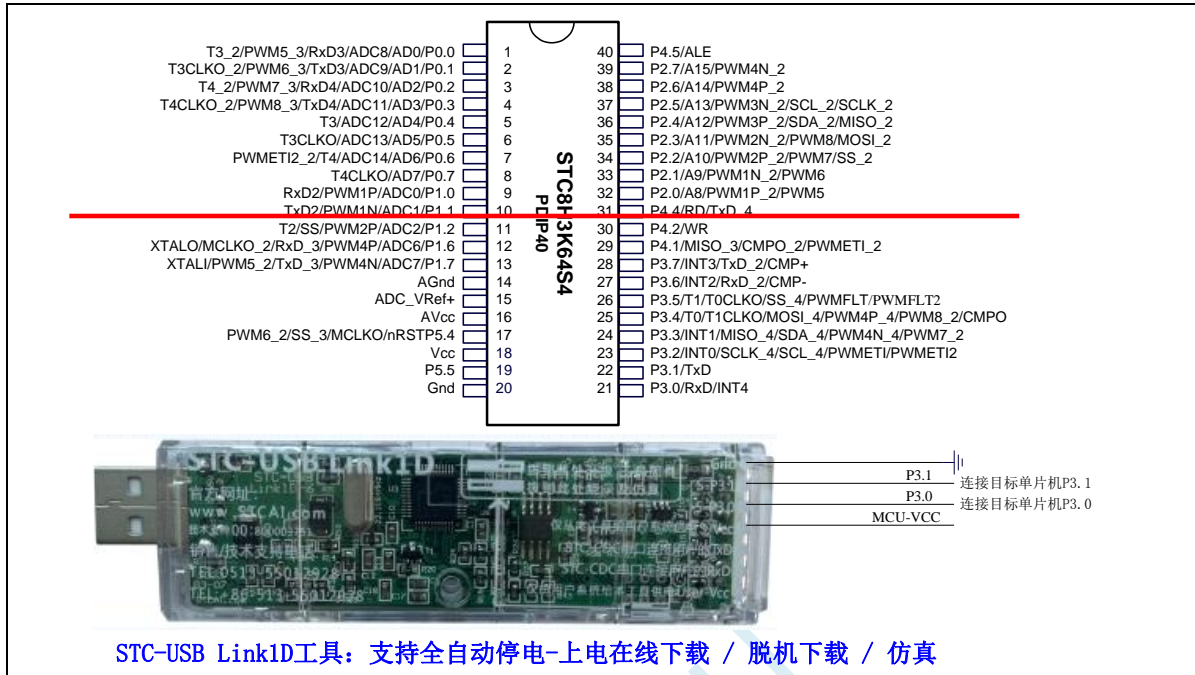 T3_2/PWM5_3/RxD3/ADC8/AD0/P0.0 1 40 P4.5/ALE
T3CLKO_2/PWM6_3/TxD3/ADC9/AD1/P0.1 2 39 P2.7/A15/PWM4N_2
T4_2/PWM7_3/RxD4/ADC10/AD2/P0.2 3 38 P2.6/A14/PWM4P_2
T4CLKO_2/PWM8_3/TxD4/ADC11/AD3/P0.3 4 37 P2.5/A13/PWM3N_2/SCL_2/SCLK_2
T3/ADC12/AD4/P0.4 5 36 P2.4/A12/PWM3P_2/SDA_2/MISO_2
T3CLKO/ADC13/AD5/P0.5 6 35 P2.3/A11/PWM2N_2/PWM8/MOSI_2
PWMETI2_2/T4/ADC14/AD6/P0.6 7 34 P2.2/A10/PWM2P_2/PWM7/SS_2
T4CLKO/AD7/P0.7 8 33 P2.1/A9/PWM1N_2/PWM6
RxD2/PWM1P/ADC0/P1.0 9 32 P2.0/A8/PWM1P_2/PWM5
TxD2/PWM1N/ADC1/P1.1 10 31 P4.4/RD/TxD_4
T2/SS/PWM2P/ADC2/P1.2 11 30 P4.2/WR
XTALO/MCLKO_2/RxD_3/PWM4P/ADC6/P1.6 12 29 P4.1/MISO_3/CMPO_2/PWMETI_2
XTALI/PWM5_2/TxD_3/PWM4N/ADC7/P1.7 13 28 P3.7/INT3/TxD_2/CMP+
AGnd 14 27 P3.6/INT2/RxD_2/CMP-
ADC_VRef+ 15 26 P3.5/T1/T0CLKO/SS_4/PWMFLT/PWMFLT2
AVcc 16 25 P3.4/T0/T1CLKO/MOSI_4/PWM4P_4/PWM8_2/CMPO
PWM6_2/SS_3/MCLKO/nRSTP5.4 17 24 P3.3/INT1/MISO_4/SDA_4/PWM4N_4/PWM7_2
Vcc 18 23 P3.2/INT0/SCLK_4/SCL_4/PWMETI/PWMETI2
P5.5 19 22 P3.1/TxD
Gnd 20 21 P3.0/RxD/INT4
STC8H3K64S4
PDIP40
STC-USB Link1D
官方网址:
www.STCAI.com
Gnd
P3.1 连接目标单片机P3.1
P3.0 连接目标单片机P3.0
MCU-VCC
STC-USB Link1D工具：支持全自动停电-上电在线下载 / 脱机下载 / 仿真